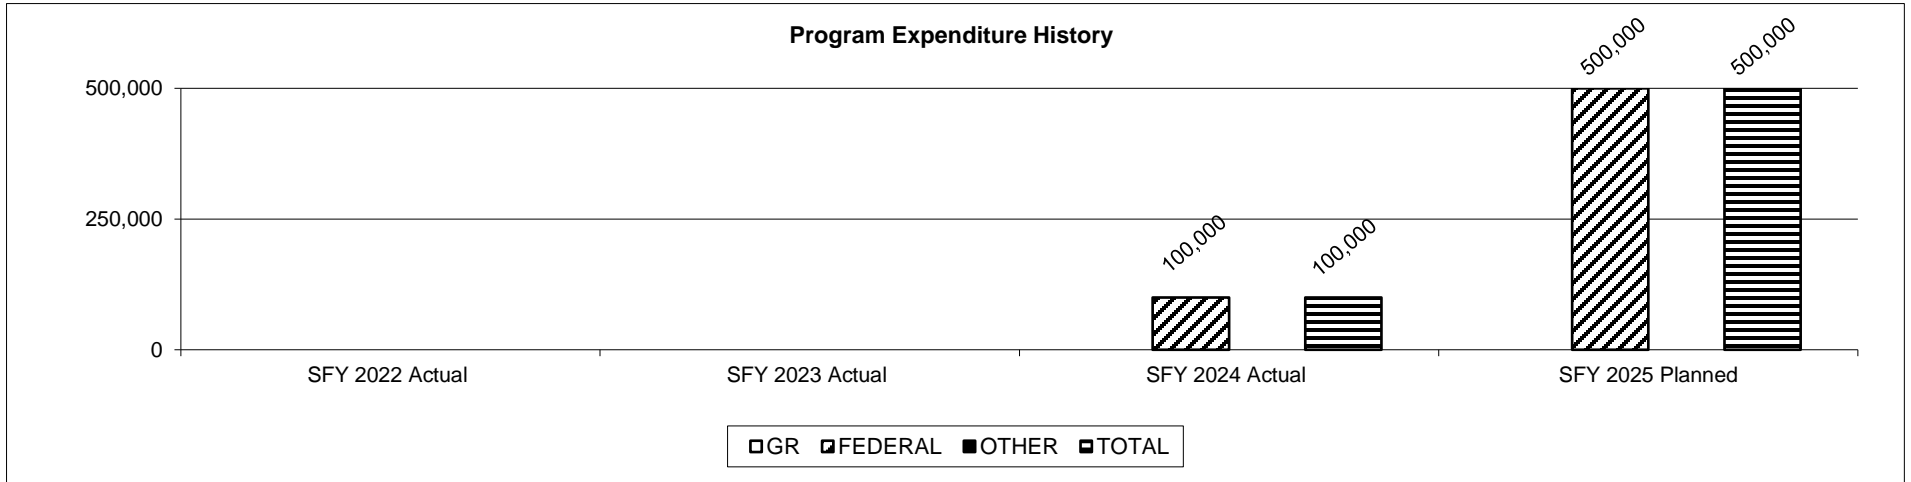 Program Expenditure History
500,000
500,000
500,000
250,000
100,000
100,000
0
SFY 2022 Actual
SFY 2023 Actual
SFY 2024 Actual
SFY 2025 Planned
GR FEDERAL OTHER TOTAL